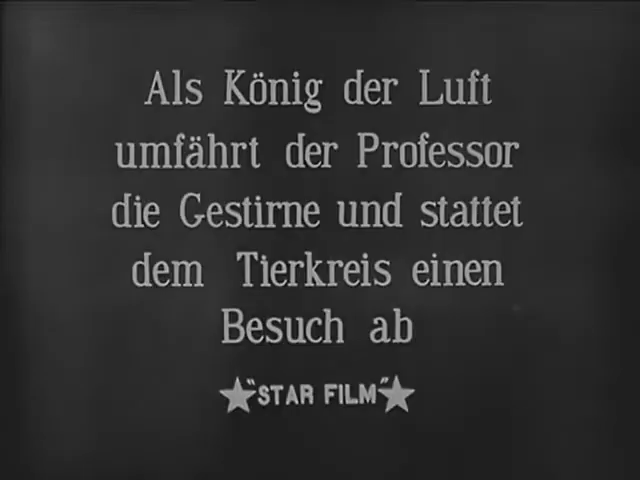 Als König der Luft
umfährt der Professor
die Gestirne und stattet
dem Tierkreis einen
Besuch ab
"STAR FILM"